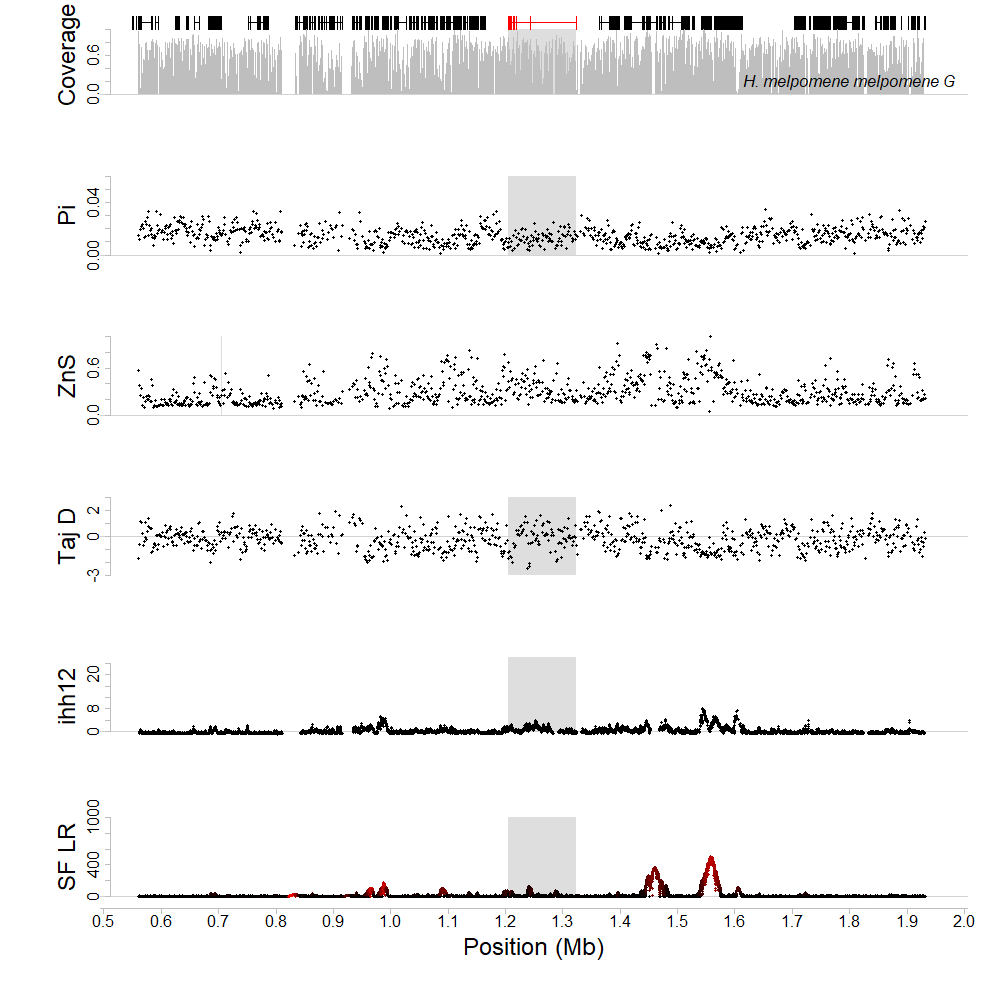 Coverage
0.0
0.6
H. melpomene melpomene G
Pi
0.00
0.04
ZnS
0.0
0.6
Taj D
-3
0
2
ihh12
0
8
20
SF LR
0
400
1000
0.5 0.6 0.7 0.8 0.9 1.0 1.1 1.2 1.3 1.4 1.5 1.6 1.7 1.8 1.9 2.0
Position (Mb)